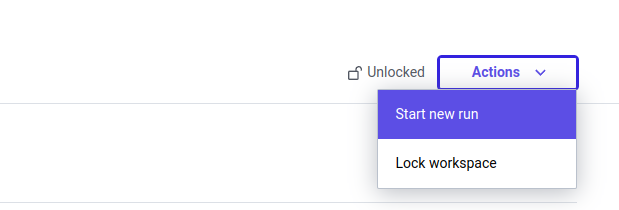 Unlocked Actions
Start new run
Lock workspace